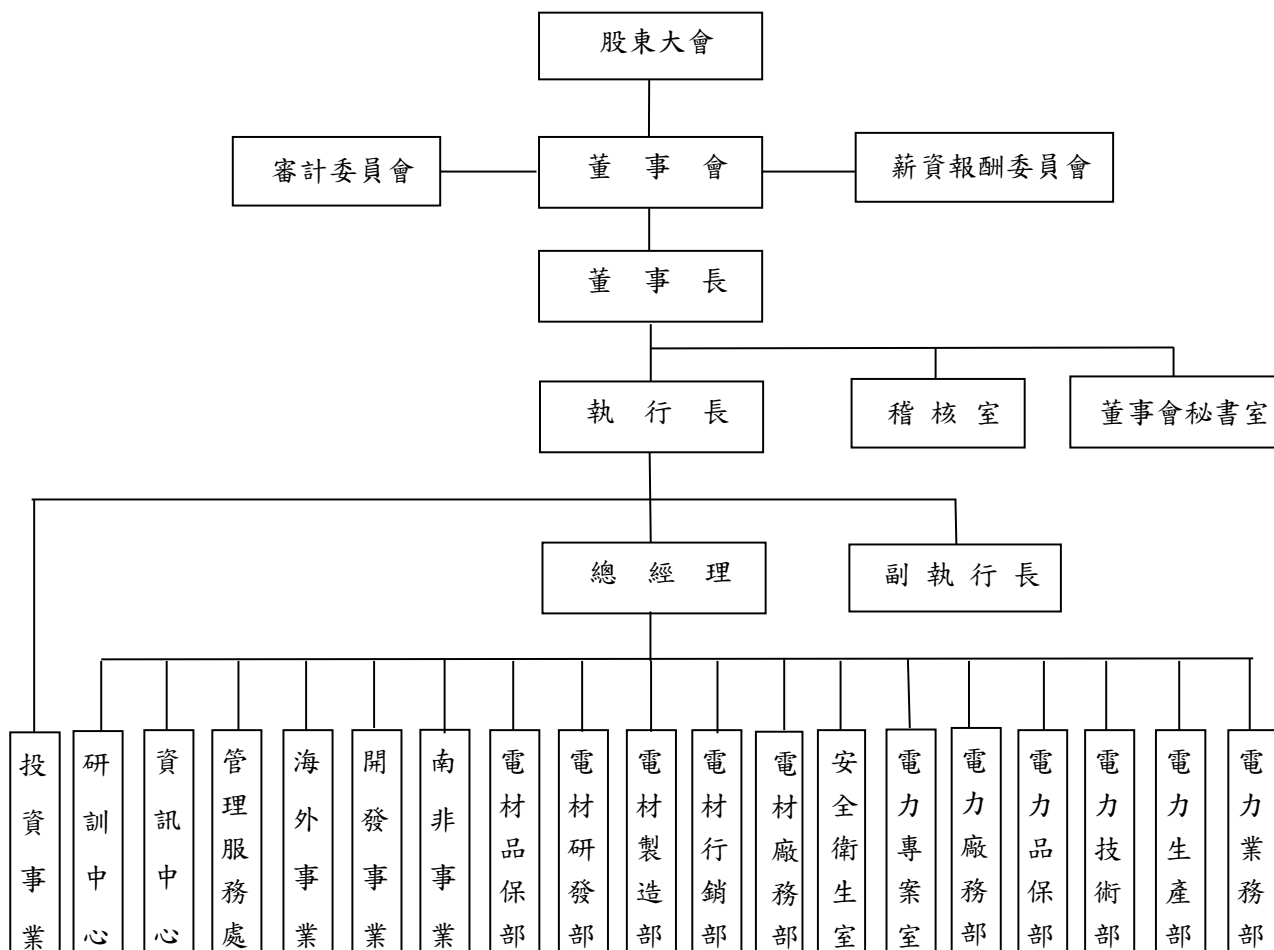 股東大會
審計委員會
董事會
薪資報酬委員會
董事長
執行長
稽核室
董事會秘書室
總經理
副執行長
投資事業
研訓中心
資訊中心
管理服務處
海外事業
開發事業
南非事業
電材品保部
電材研發部
電材製造部
電材行銷部
電材廠務部
安全衛生室
電力專案室
電力廠務部
電力品保部
電力技術部
電力生產部
電力業務部